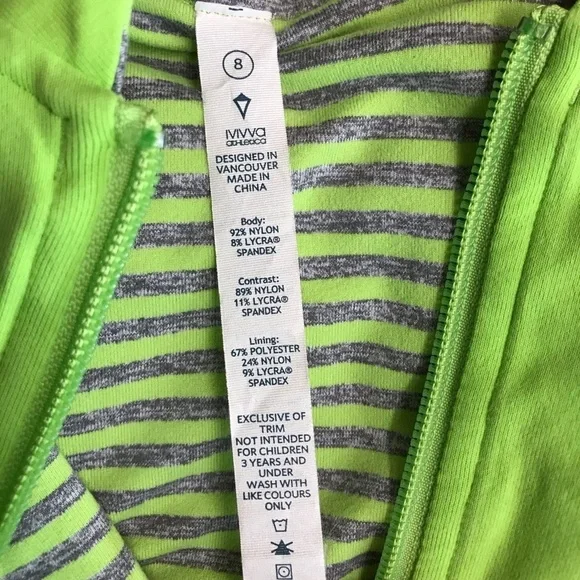 8
ivivva
athletica
DESIGNED IN
VANCOUVER
MADE IN
CHINA
Body:
92% NYLON
8% LYCRA®
SPANDEX
Contrast:
89% NYLON
11% LYCRA®
SPANDEX
Lining:
67% POLYESTER
24% NYLON
9% LYCRA®
SPANDEX
EXCLUSIVE OF
TRIM
NOT INTENDED
FOR CHILDREN
3 YEARS AND
UNDER
WASH WITH
LIKE COLOURS
ONLY